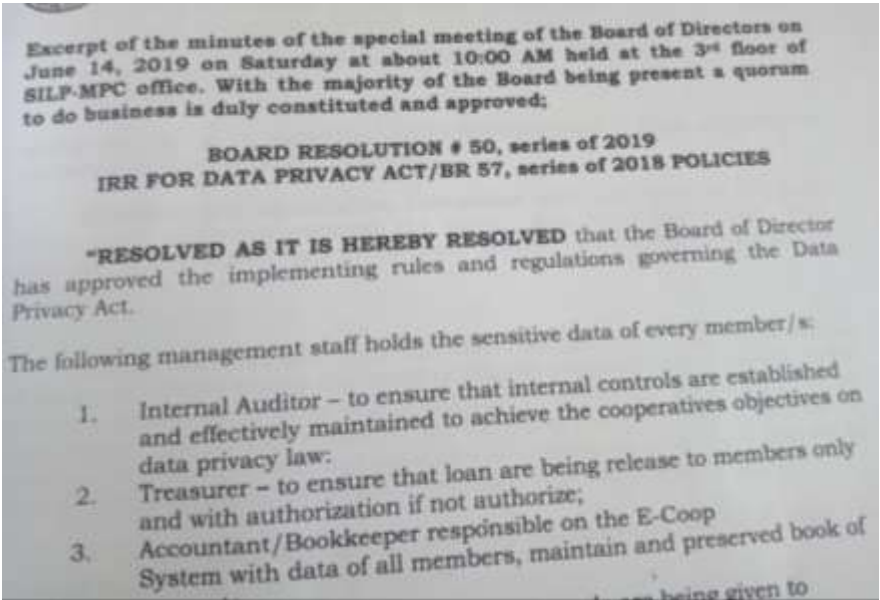 Excerpt of the minutes of the special meeting of the Board of Directors on
June 14, 2019 on Saturday at about 10:00 AM held at the 3rd floor of
SILP-MPC office. With the majority of the Board being present a quorum
to do business is duly constituted and approved;
BOARD RESOLUTION # 50, series of 2019
IRR FOR DATA PRIVACY ACT/BR 57, series of 2018 POLICIES
"RESOLVED AS IT IS HEREBY RESOLVED that the Board of Director
has approved the implementing rules and regulations governing the Data
Privacy Act.
The following management staff holds the sensitive data of every member/s:
1. Internal Auditor – to ensure that internal controls are established
and effectively maintained to achieve the cooperatives objectives on
data privacy law:
2. Treasurer – to ensure that loan are being release to members only
and with authorization if not authorize;
3. Accountant/Bookkeeper responsible on the E-Coop
System with data of all members, maintain and preserved book of
being given to